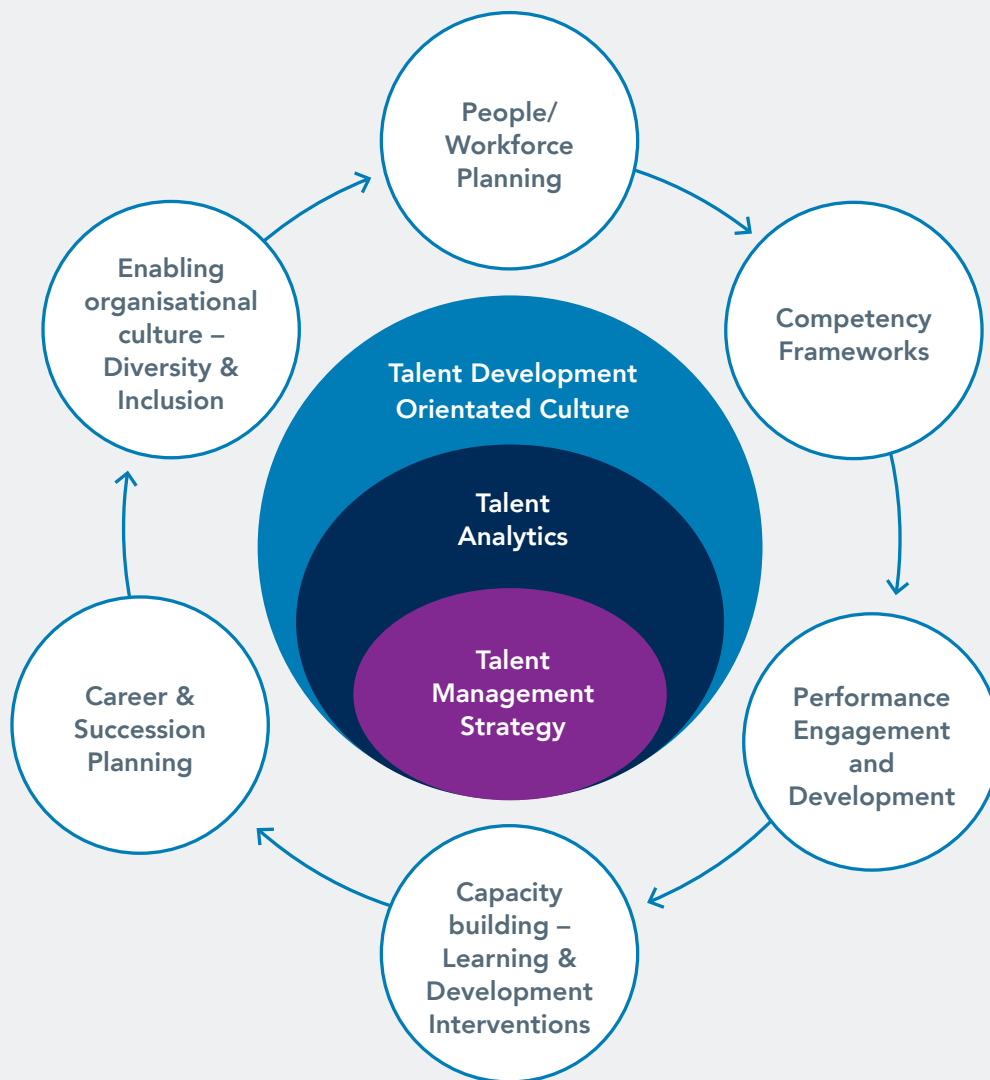 People/
Workforce
Planning
Competency
Frameworks
Performance
Engagement
and
Development
Capacity
building –
Learning &
Development
Interventions
Career &
Succession
Planning
Enabling
organisational
culture –
Diversity &
Inclusion
Talent Development
Orientated Culture
Talent
Analytics
Talent
Management
Strategy